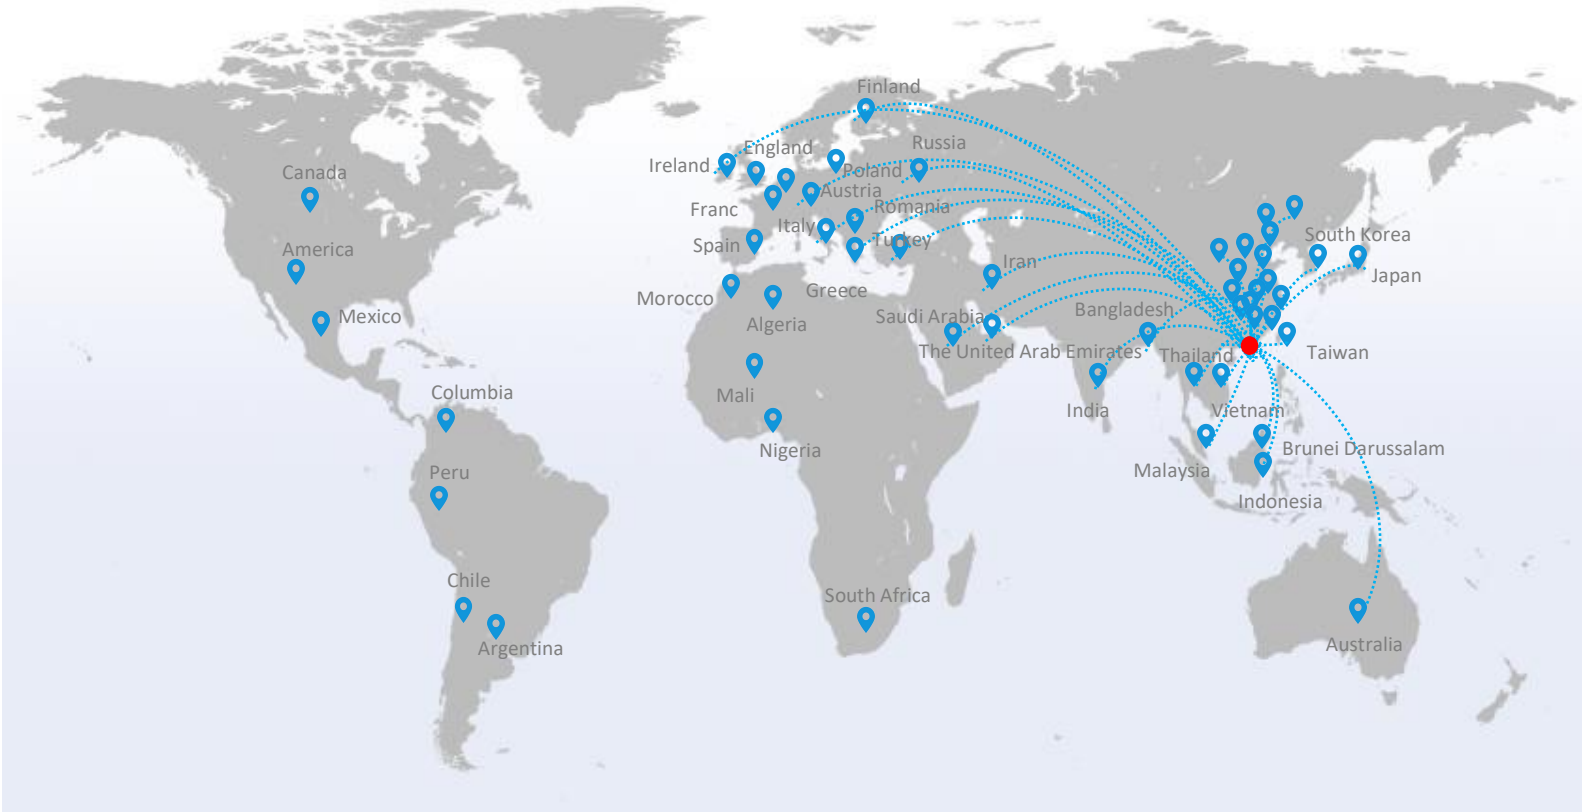 Finland
England
Russia
Ireland
Poland
Canada
Austria
Franc
Romania
Italy
Turkey
South Korea
America
Spain
Iran
Japan
Morocco
Greece
Algeria
Saudi Arabia
Bangladesh
Mexico
The United Arab Emirates
Thailand
Taiwan
Columbia
Mali
India
Vietnam
Nigeria
Brunei Darussalam
Peru
Malaysia
Indonesia
Chile
South Africa
Argentina
Australia